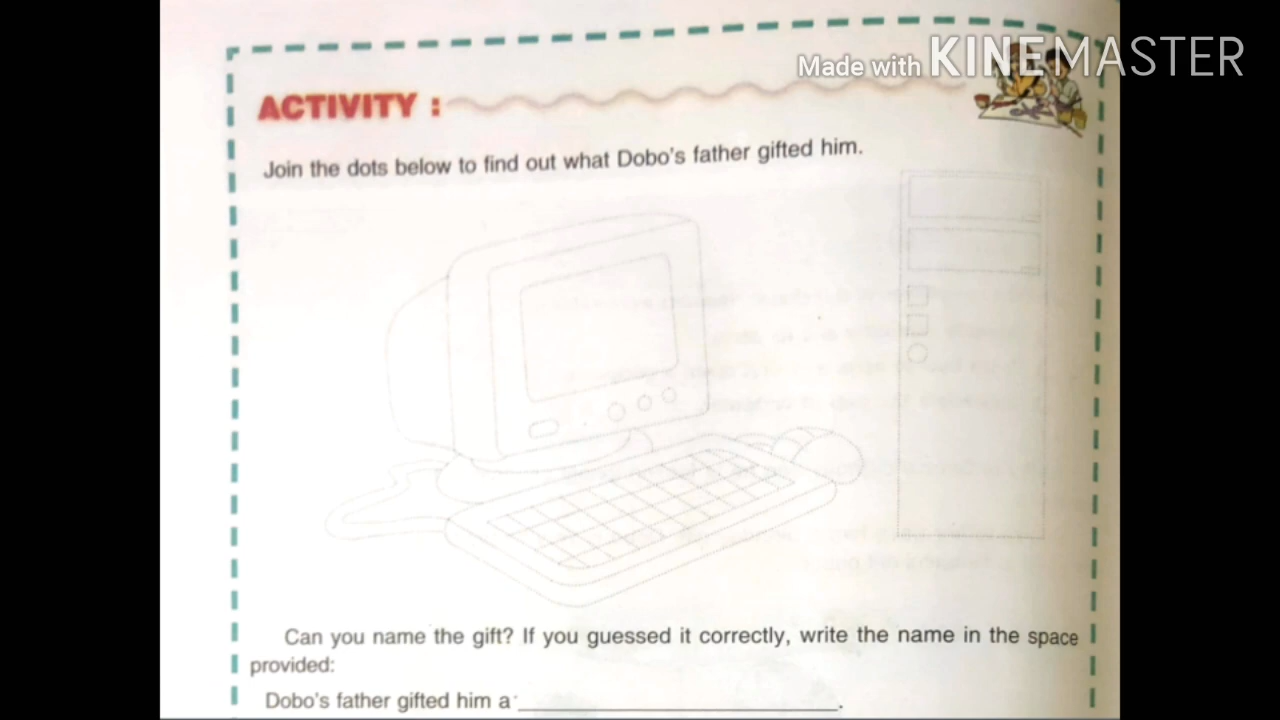 Made with KINEMASTER
ACTIVITY :
Join the dots below to find out what Dobo's father gifted him.
Can you name the gift? If you guessed it correctly, write the name in the space
provided:
Dobo's father gifted him a ______________________.